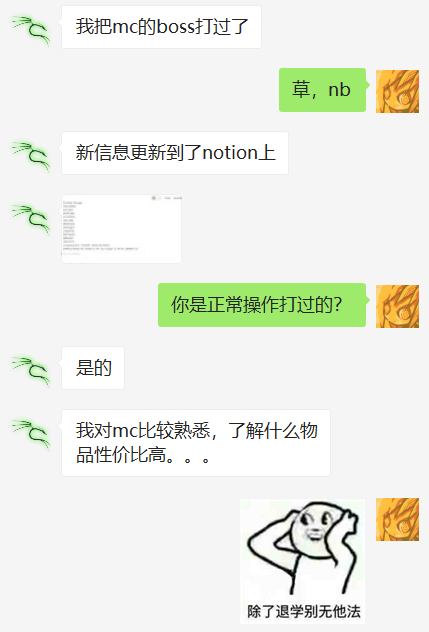 我把mc的boss打过了
草，nb
新信息更新到了notion上
你是正常操作打过的？
是的
我对mc比较熟悉，了解什么物
品性价比高。。。
除了退学别无他法